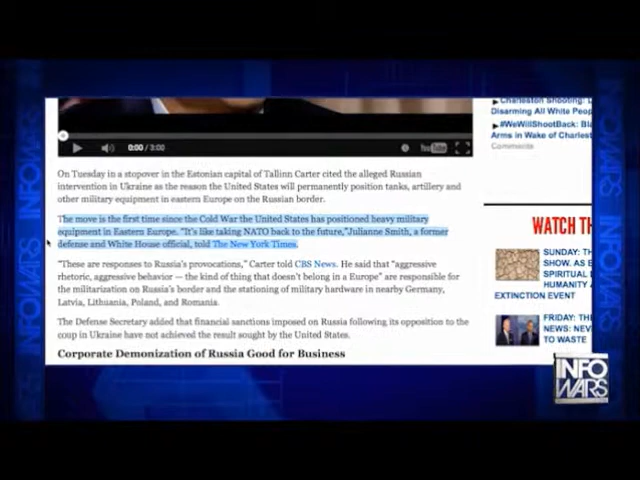 Charleston Shooting:
Disarming All White
#WeWillShootBack:
Arms in Wake of
Comments
0:00 / 3:00
YouTube
On Tuesday in a stopover in the Estonian capital of Tallinn Carter cited the alleged Russian
intervention in Ukraine as the reason the United States will permanently position tanks, artillery and
other military equipment in eastern Europe on the Russian border.
The move is the first time since the Cold War the United States has positioned heavy military
equipment in Eastern Europe. "It's like taking NATO back to the future,"Julianne Smith, a former
defense and White House official, told The New York Times.
"These are responses to Russia's provocations," Carter told CBS News. He said that "aggressive
rhetoric, aggressive behavior — the kind of thing that doesn't belong in a Europe" are responsible for
the militarization on Russia's border and the stationing of military hardware in nearby Germany,
Latvia, Lithuania, Poland, and Romania.
The Defense Secretary added that financial sanctions imposed on Russia following its opposition to the
coup in Ukraine have not achieved the result sought by the United States.
Corporate Demonization of Russia Good for Business
WATCH
SUNDAY:
SHOW. AS
SPIRITUAL
HUMANITY
EXTINCTION EVENT
FRIDAY:
NEWS:
TO WASTE
INFO
WARS
INFOWARS
INFOWARS